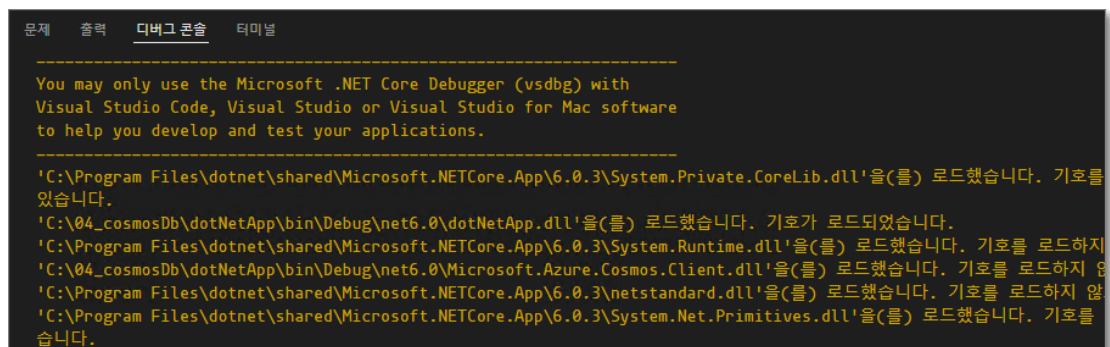 문제 출력 디버그 콘솔 터미널
-------------------------------------------------------------------
You may only use the Microsoft .NET Core Debugger (vsdbg) with
Visual Studio Code, Visual Studio or Visual Studio for Mac software
to help you develop and test your applications.
-------------------------------------------------------------------
'C:\Program Files\dotnet\shared\Microsoft.NETCore.App\6.0.3\System.Private.CoreLib.dll'을(를) 로드했습니다. 기호를
있습니다.
'C:\04_cosmosDb\dotNetApp\bin\Debug\net6.0\dotNetApp.dll'을(를) 로드했습니다. 기호가 로드되었습니다.
'C:\Program Files\dotnet\shared\Microsoft.NETCore.App\6.0.3\System.Runtime.dll'을(를) 로드했습니다. 기호를 로드하지
'C:\04_cosmosDb\dotNetApp\bin\Debug\net6.0\Microsoft.Azure.Cosmos.Client.dll'을(를) 로드했습니다. 기호를 로드하지
'C:\Program Files\dotnet\shared\Microsoft.NETCore.App\6.0.3\netstandard.dll'을(를) 로드했습니다. 기호를 로드하지 않
'C:\Program Files\dotnet\shared\Microsoft.NETCore.App\6.0.3\System.Net.Primitives.dll'을(를) 로드했습니다. 기호를
습니다.